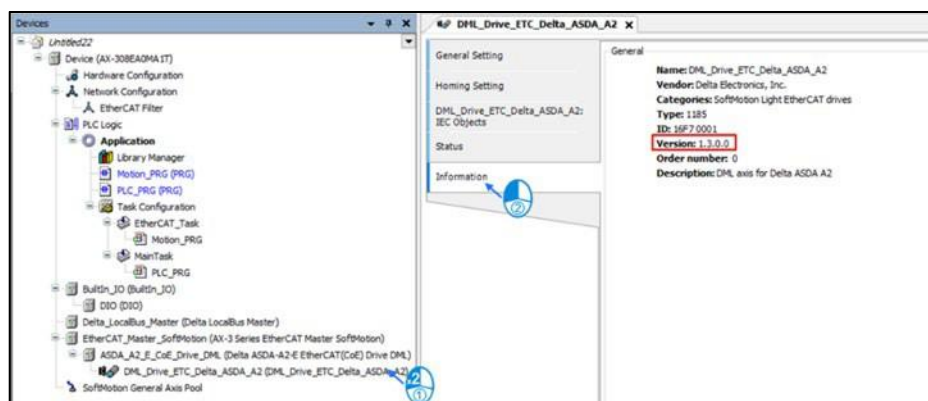 Devices
DML_Drive_ETC_Delta_ASDA_A2 X
Untitled22
Device (AX-308EA0MA1T)
Hardware Configuration
Network Configuration
EtherCAT Filter
PLC Logic
Application
Library Manager
Motion_PRG (PRG)
PLC_PRG (PRG)
Task Configuration
EtherCAT_Task
Motion_PRG
MainTask
PLC_PRG
BuiltIn_IO (BuiltIn_IO)
DIO (DIO)
Delta_LocalBus_Master (Delta LocalBus Master)
EtherCAT_Master_SoftMotion (AX-3 Series EtherCAT Master SoftMotion)
ASDA_A2_E_CoE_Drive_DML (Delta ASDA-A2-E EtherCAT(CoE) Drive DML)
DML_Drive_ETC_Delta_ASDA_A2 (DML_Drive_ETC_Delta_ASDA_A2)
SoftMotion General Axis Pool
.2
①
General Setting
Homing Setting
DML_Drive_ETC_Delta_ASDA_A2:
IEC Objects
Status
Information
②
General
Name: DML_Drive_ETC_Delta_ASDA_A2
Vendor: Delta Electronics, Inc.
Categories: SoftMotion Light EtherCAT drives
Type: 1185
ID: 16F7 0001
Version: 1.3.0.0
Order number: 0
Description: DML axis for Delta ASDA A2